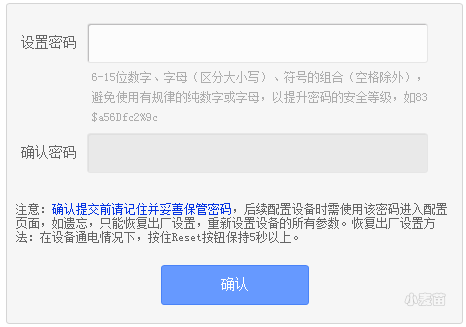 设置密码
6-15位数字、字母（区分大小写）、符号的组合（空格除外），
避免使用有规律的纯数字或字母，以提升密码的安全等级，如83
$a56Dfc2%9c
确认密码
注意：确认提交前请记住并妥善保管密码，后续配置设备时需使用该密码进入配置
页面，如遗忘，只能恢复出厂设置，重新设置设备的所有参数。恢复出厂设置方
法：在设备通电情况下，按住Reset按钮保持5秒以上。
确认